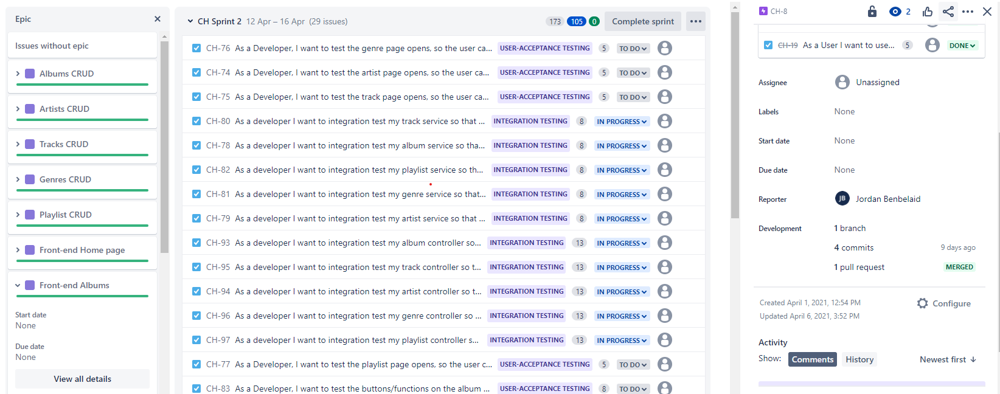 Epic
Issues without epic
Albums CRUD
Artists CRUD
Tracks CRUD
Genres CRUD
Playlist CRUD
Front-end Home page
Front-end Albums
Start date
None
Due date
None
View all details
CH Sprint 2 12 Apr – 16 Apr (29 issues) 173 105 0 Complete sprint
CH-76 As a Developer, I want to test the genre page opens, so the user ca... USER-ACCEPTANCE TESTING 5 TO DO
CH-74 As a Developer, I want to test the artist page opens, so the user ca... USER-ACCEPTANCE TESTING 5 TO DO
CH-75 As a Developer, I want to test the track page opens, so the user ca... USER-ACCEPTANCE TESTING 5 TO DO
CH-80 As a developer I want to integration test my track service so that ... INTEGRATION TESTING 8 IN PROGRESS
CH-78 As a developer I want to integration test my album service so tha... INTEGRATION TESTING 8 IN PROGRESS
CH-82 As a developer I want to integration test my playlist service so th... INTEGRATION TESTING 8 IN PROGRESS
CH-81 As a developer I want to integration test my genre service so that... INTEGRATION TESTING 8 IN PROGRESS
CH-79 As a developer I want to integration test my artist service so that ... INTEGRATION TESTING 8 IN PROGRESS
CH-93 As a developer I want to integration test my album controller so... INTEGRATION TESTING 13 IN PROGRESS
CH-95 As a developer I want to integration test my track controller so t... INTEGRATION TESTING 13 IN PROGRESS
CH-94 As a developer I want to integration test my artist controller so t... INTEGRATION TESTING 13 IN PROGRESS
CH-96 As a developer I want to integration test my genre controller so ... INTEGRATION TESTING 13 IN PROGRESS
CH-97 As a developer I want to integration test my playlist controller s... INTEGRATION TESTING 13 IN PROGRESS
CH-77 As a Developer, I want to test the playlist page opens, so the user c... USER-ACCEPTANCE TESTING 5 TO DO
CH-83 As a Developer, I want to test the buttons/functions on the album ... USER-ACCEPTANCE TESTING 8 TO DO
CH-8 2
CH-19 As a User I want to use... 5 DONE
Assignee Unassigned
Labels None
Start date None
Due date None
Reporter JB Jordan Benbelaid
Development 1 branch
4 commits 9 days ago
1 pull request MERGED
Created April 1, 2021, 12:54 PM Configure
Updated April 6, 2021, 3:52 PM
Activity
Show: Comments History Newest first